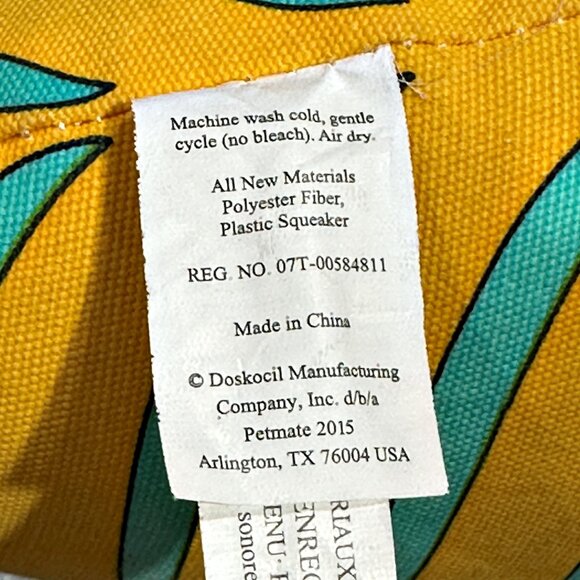 Machine wash cold, gentle
cycle (no bleach). Air dry.
All New Materials
Polyester Fiber,
Plastic Squeaker
REG. NO. 07T-00584811
Made in China
© Doskocil Manufacturing
Company, Inc. d/b/a
Petmate 2015
Arlington, TX 76004 USA